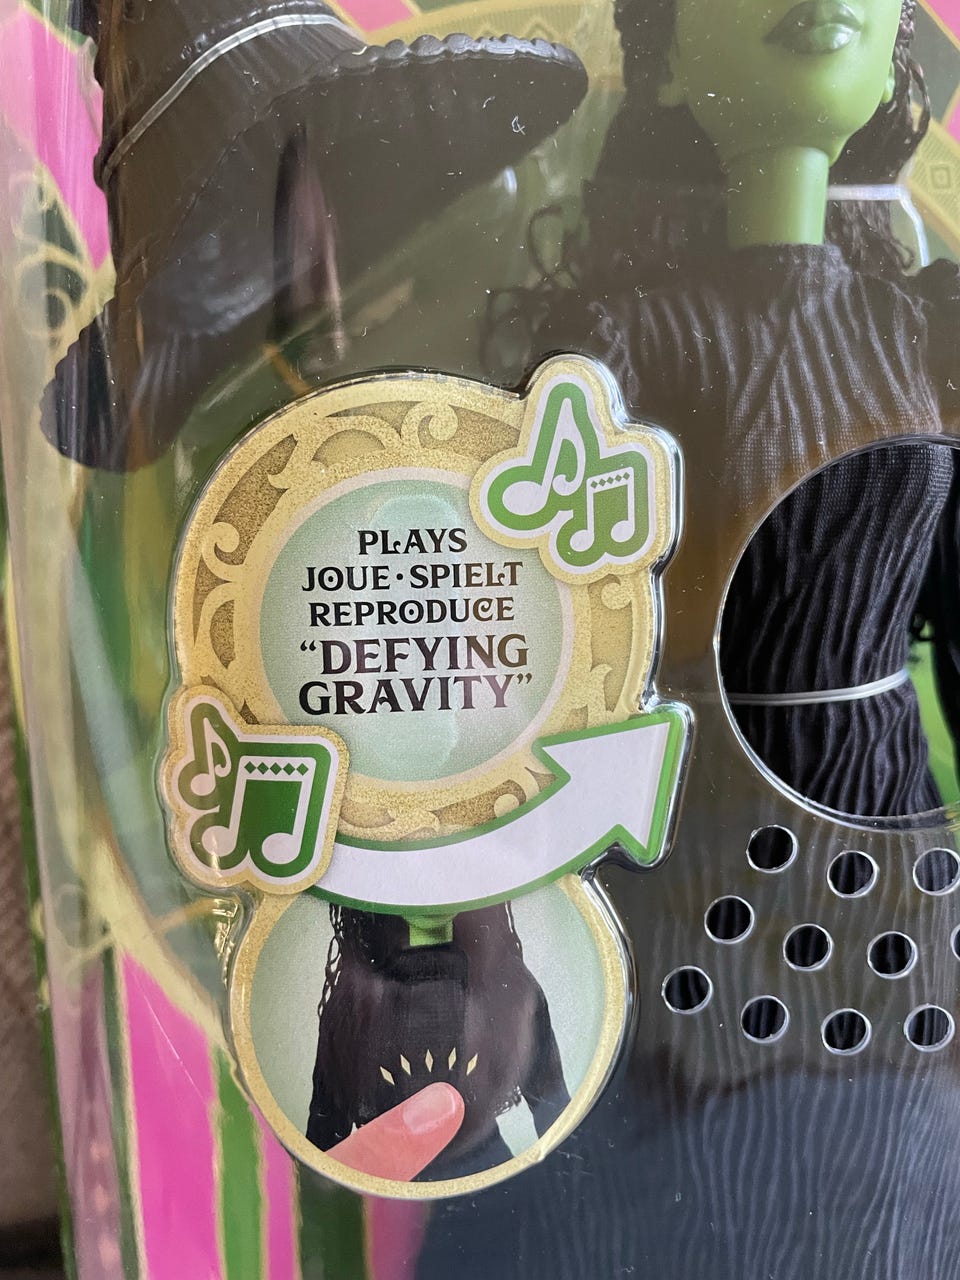 PLAYS
JOUE · SPIELT
REPRODUCE
“DEFYING
GRAVITY”